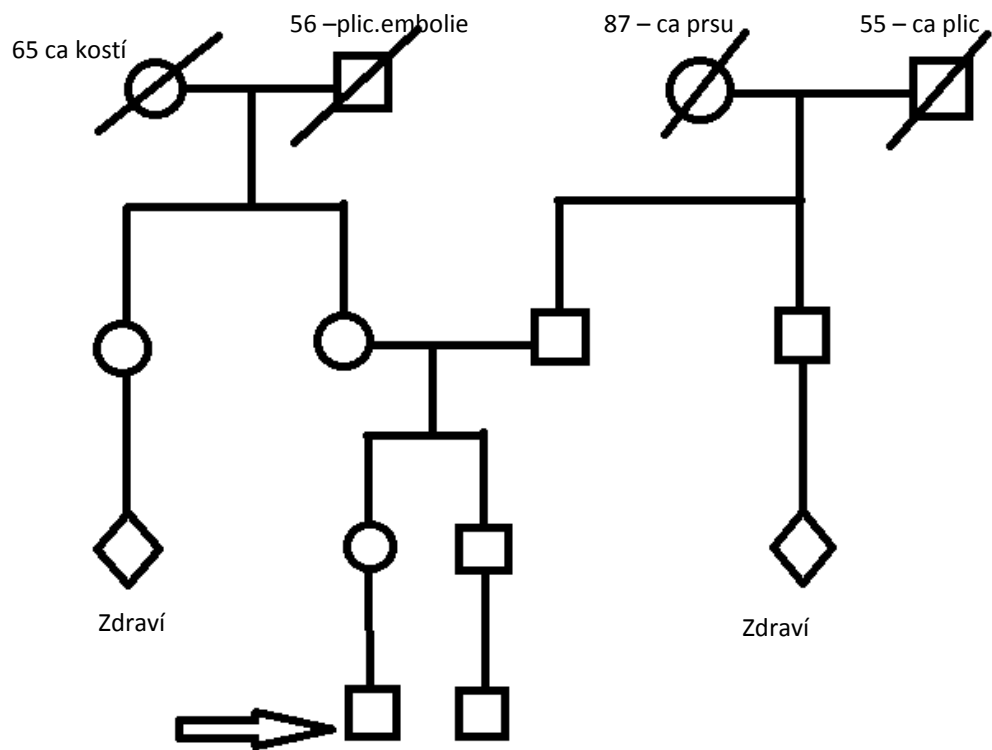 65 ca kostí
56 –plic.embolie
87 – ca prsu
55 – ca plic
Zdraví
Zdraví